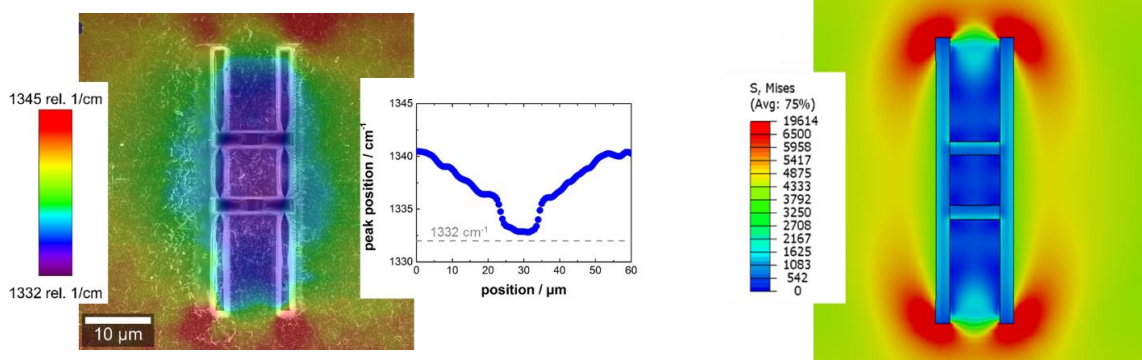 1345 rel. 1/cm
1332 rel. 1/cm
10 µm
1345
1340
1335
1330
peak position / cm⁻¹
1332 cm⁻¹
0 10 20 30 40 50 60
position / µm
S, Mises
(Avg: 75%)
19614
6500
5958
5417
4875
4333
3792
3250
2708
2167
1625
1083
542
0